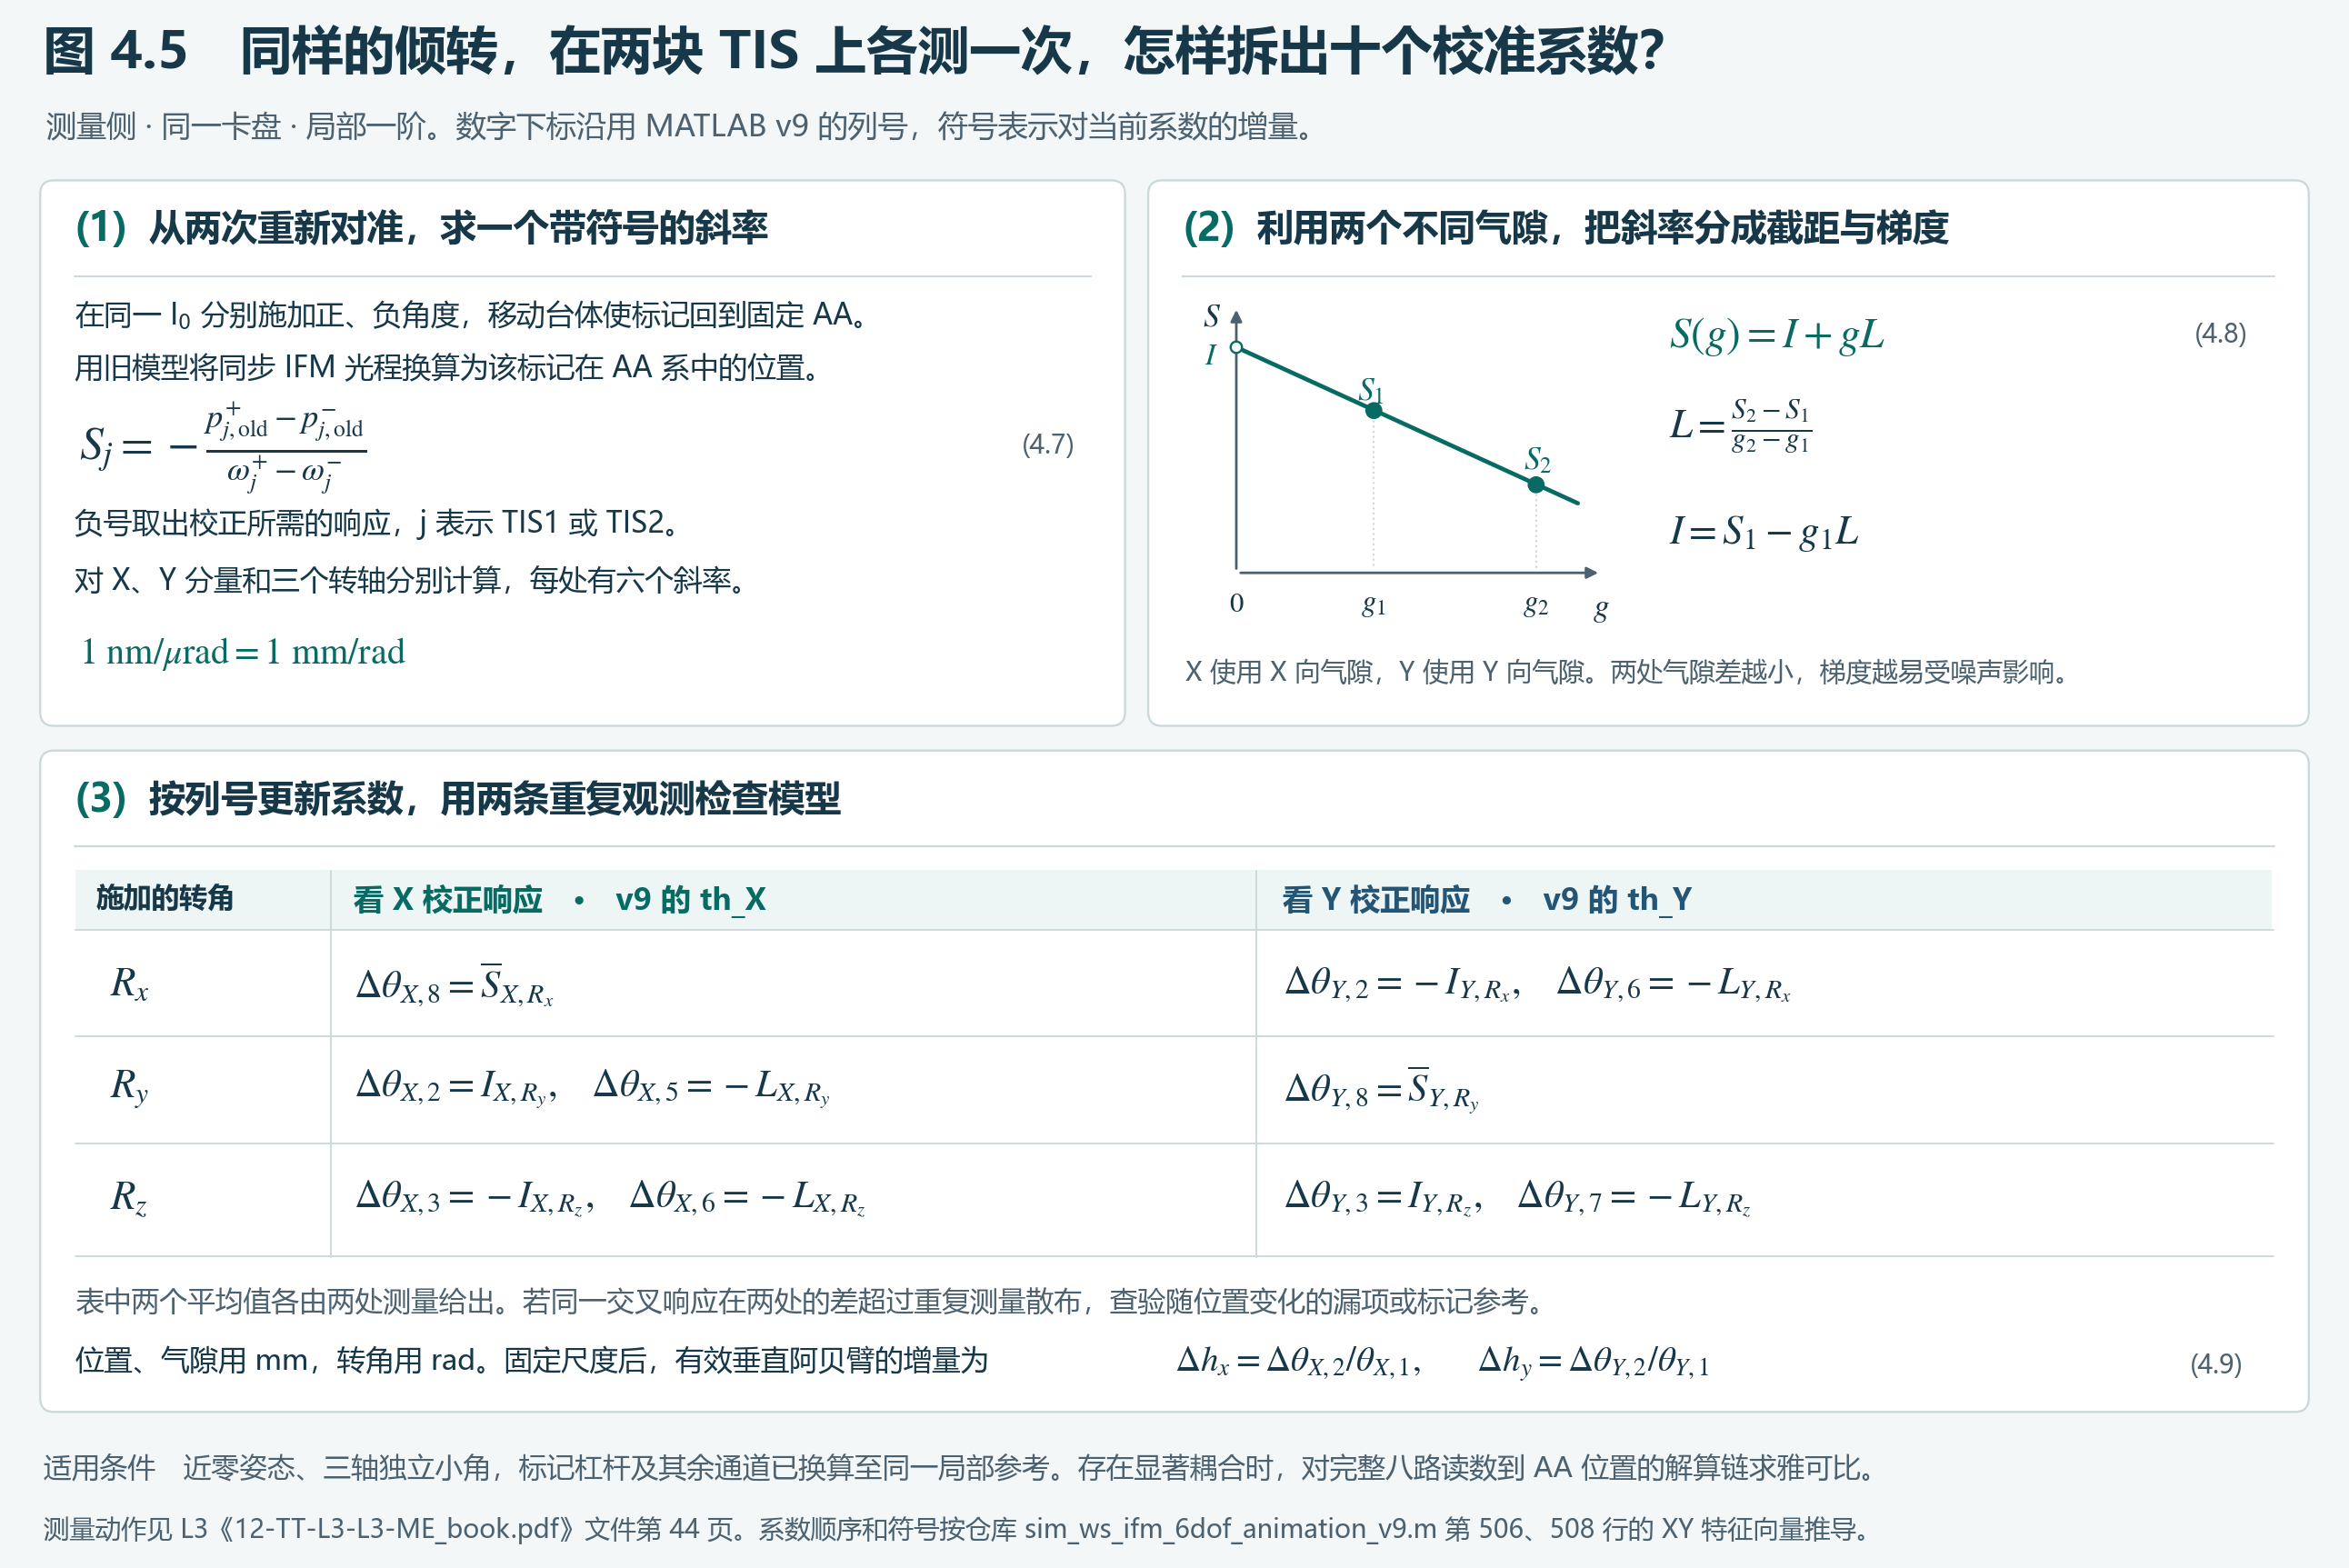 图 4.5 同样的倾转，在两块 TIS 上各测一次，怎样拆出十个校准系数？
测量侧 · 同一卡盘 · 局部一阶。数字下标沿用 MATLAB v9 的列号，符号表示对当前系数的增量。
(1) 从两次重新对准，求一个带符号的斜率
在同一 I₀ 分别施加正、负角度，移动台体使标记回到固定 AA。
用旧模型将同步 IFM 光程换算为该标记在 AA 系中的位置。
S_j = −(p⁺_{j,old} − p⁻_{j,old})/(ω⁺_j − ω⁻_j) (4.7)
负号取出校正所需的响应，j 表示 TIS1 或 TIS2。
对 X、Y 分量和三个转轴分别计算，每处有六个斜率。
1 nm/μrad = 1 mm/rad
(2) 利用两个不同气隙，把斜率分成截距与梯度
S
I
S₁
S₂
0 g₁ g₂ g
S(g) = I + gL (4.8)
L = (S₂ − S₁)/(g₂ − g₁)
I = S₁ − g₁L
X 使用 X 向气隙，Y 使用 Y 向气隙。两处气隙差越小，梯度越易受噪声影响。
(3) 按列号更新系数，用两条重复观测检查模型
施加的转角 看 X 校正响应 • v9 的 th_X 看 Y 校正响应 • v9 的 th_Y
R_x Δθ_{X,8} = S̅_{X,R_x} Δθ_{Y,2} = −I_{Y,R_x}, Δθ_{Y,6} = −L_{Y,R_x}
R_y Δθ_{X,2} = I_{X,R_y}, Δθ_{X,5} = −L_{X,R_y} Δθ_{Y,8} = S̅_{Y,R_y}
R_z Δθ_{X,3} = −I_{X,R_z}, Δθ_{X,6} = −L_{X,R_z} Δθ_{Y,3} = I_{Y,R_z}, Δθ_{Y,7} = −L_{Y,R_z}
表中两个平均值各由两处测量给出。若同一交叉响应在两处的差超过重复测量散布，查验随位置变化的漏项或标记参考。
位置、气隙用 mm，转角用 rad。固定尺度后，有效垂直阿贝臂的增量为 Δh_x = Δθ_{X,2}/θ_{X,1}, Δh_y = Δθ_{Y,2}/θ_{Y,1} (4.9)
适用条件 近零姿态、三轴独立小角，标记杠杆及其余通道已换算至同一局部参考。存在显著耦合时，对完整八路读数到 AA 位置的解算链求雅可比。
测量动作见 L3《12-TT-L3-L3-ME_book.pdf》文件第 44 页。系数顺序和符号按仓库 sim_ws_ifm_6dof_animation_v9.m 第 506、508 行的 XY 特征向量推导。